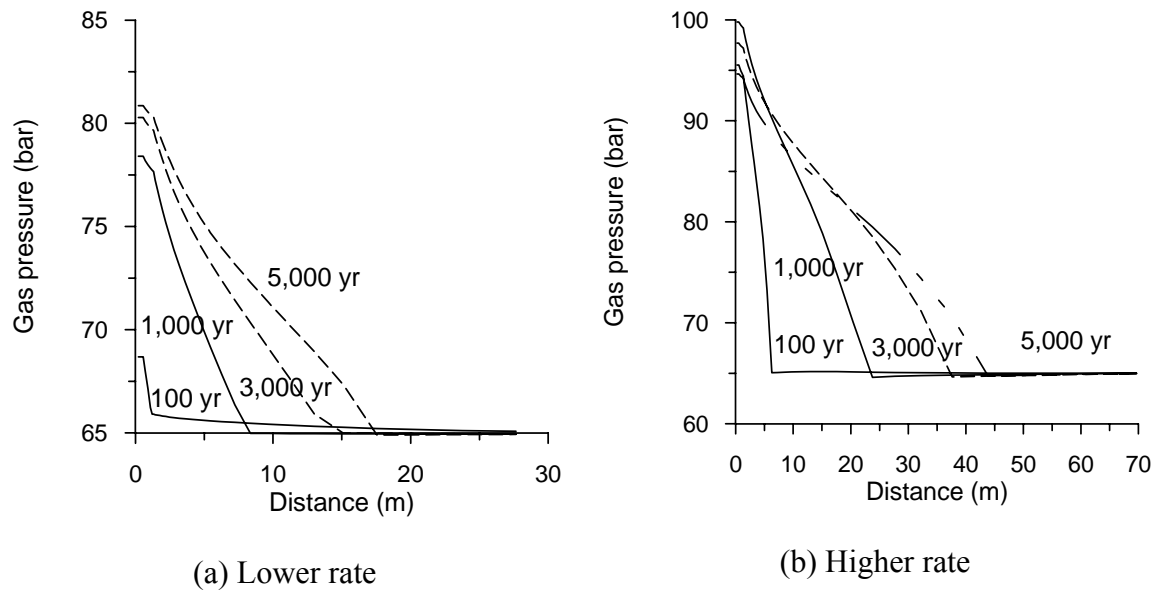 85
80
75
70
65
Gas pressure (bar)
5,000 yr
1,000 yr
3,000 yr
100 yr
0 10 20 30
Distance (m)
(a) Lower rate
100
90
80
70
60
Gas pressure (bar)
1,000 yr
100 yr 3,000 yr 5,000 yr
0 10 20 30 40 50 60 70
Distance (m)
(b) Higher rate